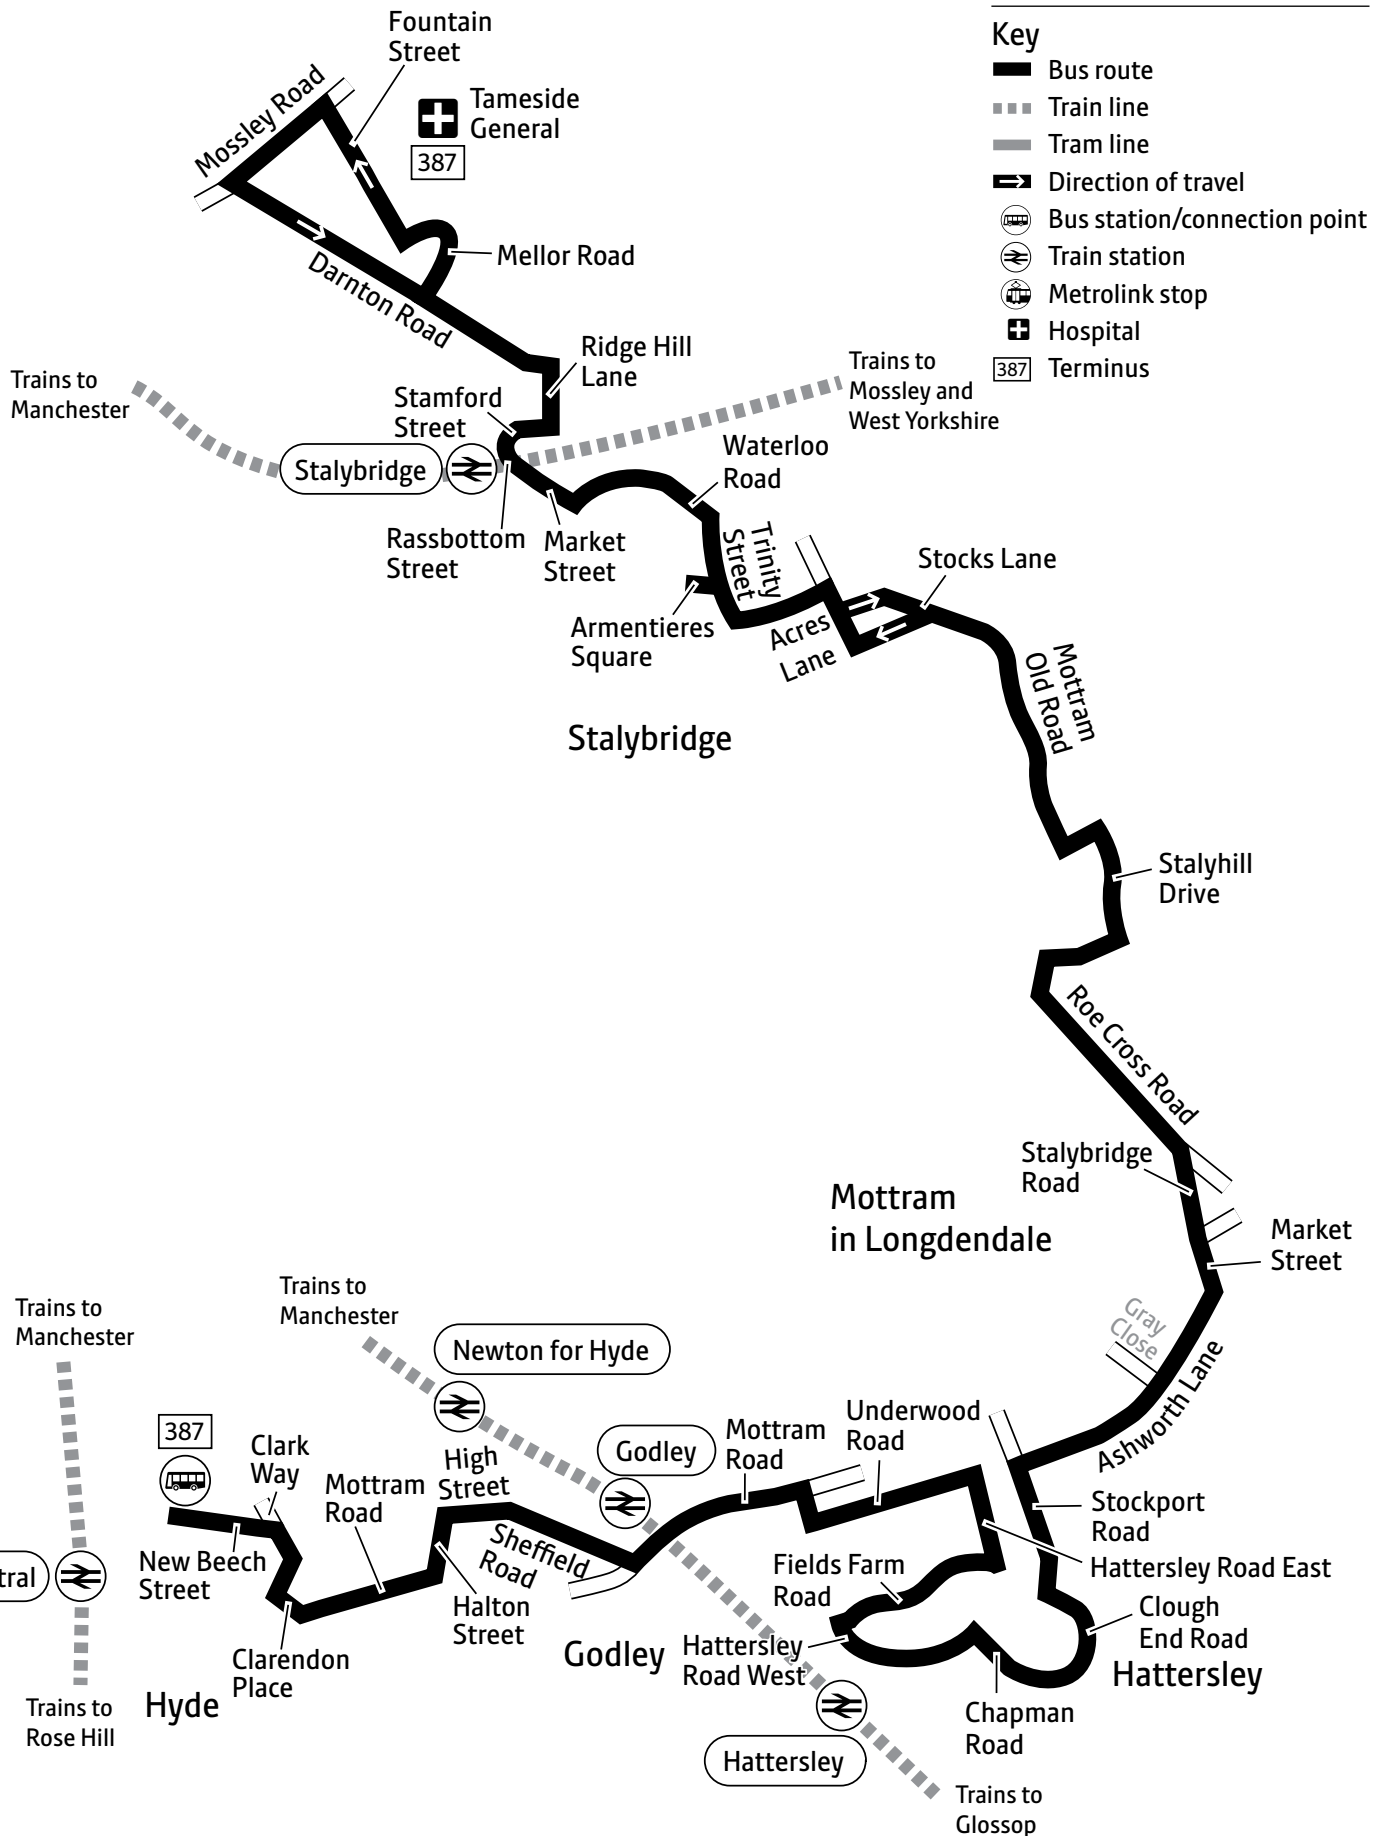 Key
Bus route
Train line
Tram line
Direction of travel
Bus station/connection point
Train station
Metrolink stop
Hospital
387 Terminus
Fountain
Street
Mossley Road
Tameside
General
387
Mellor Road
Darnton Road
Ridge Hill
Lane
Trains to
Manchester
Stamford
Street
Trains to
Mossley and
West Yorkshire
Stalybridge
Waterloo
Road
Rassbottom
Street
Market
Street
Trinity
Street
Stocks Lane
Armentieres
Square
Acres
Lane
Mottram
Old Road
Stalybridge
Stalyhill
Drive
Roe Cross Road
Stalybridge
Road
Mottram
in Longdendale
Market
Street
Gray
Close
Ashworth Lane
Trains to
Manchester
Trains to
Manchester
Newton for Hyde
387
Clark
Way
Mottram
Road
High
Street
Godley
Mottram
Road
Underwood
Road
Stockport
Road
Hattersley Road East
tral
New Beech
Street
Sheffield
Road
Fields Farm
Road
Halton
Street
Clough
End Road
Clarendon
Place
Godley
Hattersley
Road West
Hattersley
Trains to
Rose Hill
Hyde
Chapman
Road
Hattersley
Trains to
Glossop